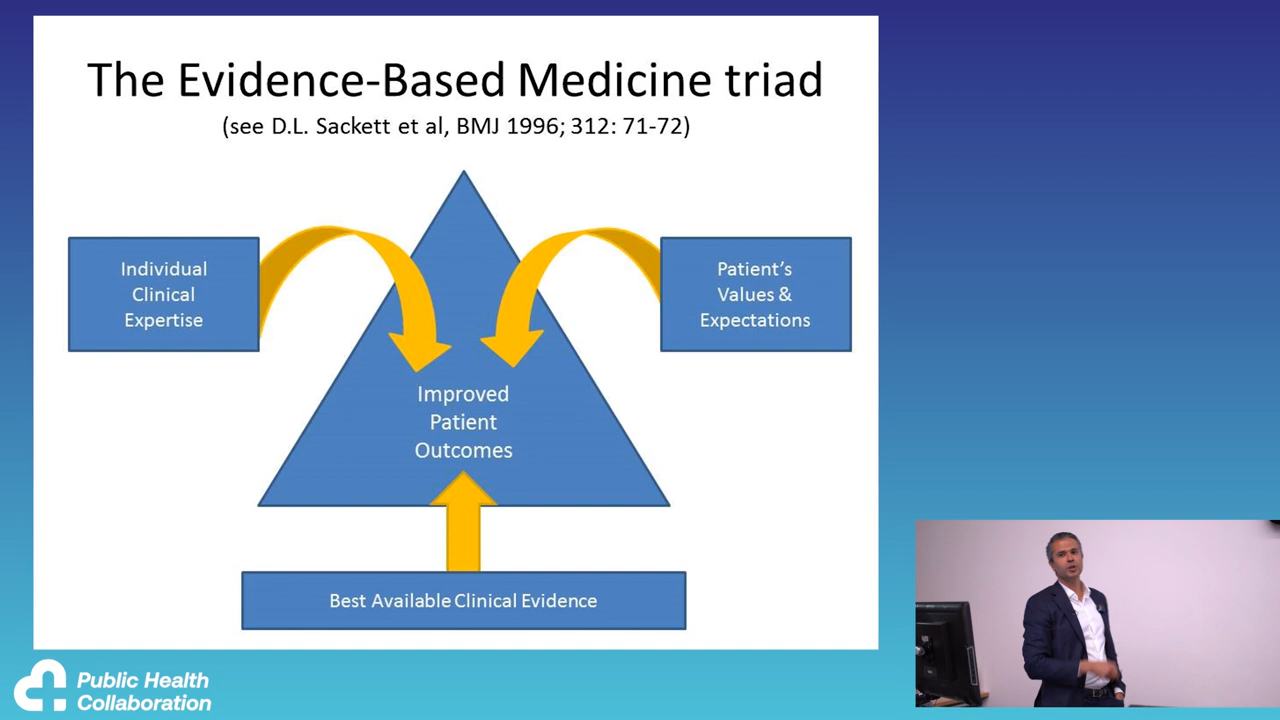 The Evidence-Based Medicine triad
(see D.L. Sackett et al, BMJ 1996; 312: 71-72)
Individual
Clinical
Expertise
Patient’s
Values &
Expectations
Improved
Patient
Outcomes
Best Available Clinical Evidence
Public Health
Collaboration